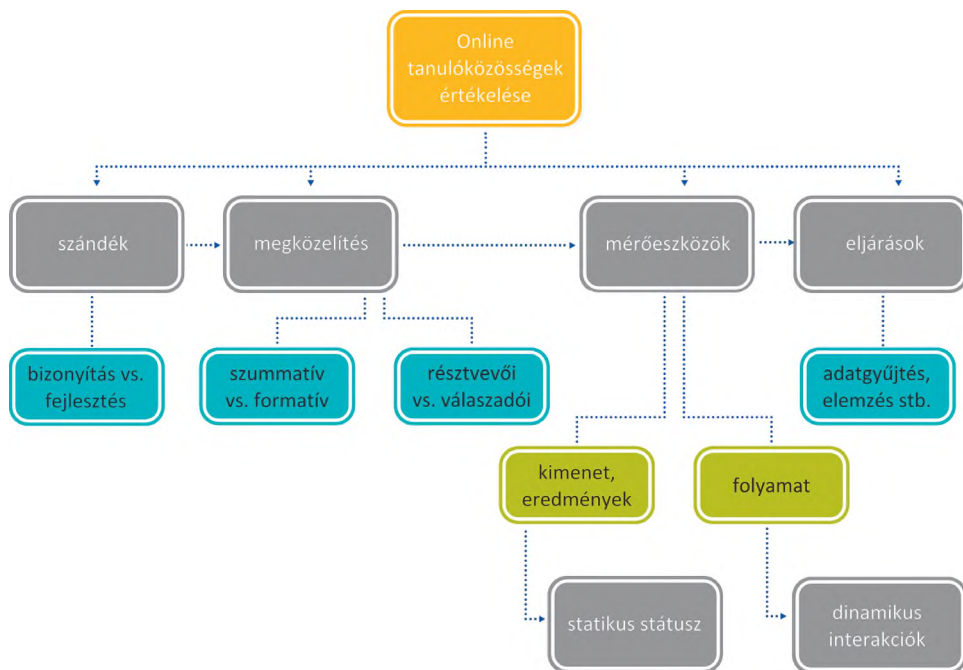 Online
tanulóközösségek
értékelése
szándék
megközelítés
mérőeszközök
eljárások
bizonyítás vs.
fejlesztés
szummatív
vs. formatív
résztvevői
vs. válaszadói
adatgyűjtés,
elemzés stb.
kimenet,
eredmények
folyamat
statikus státusz
dinamikus
interakciók